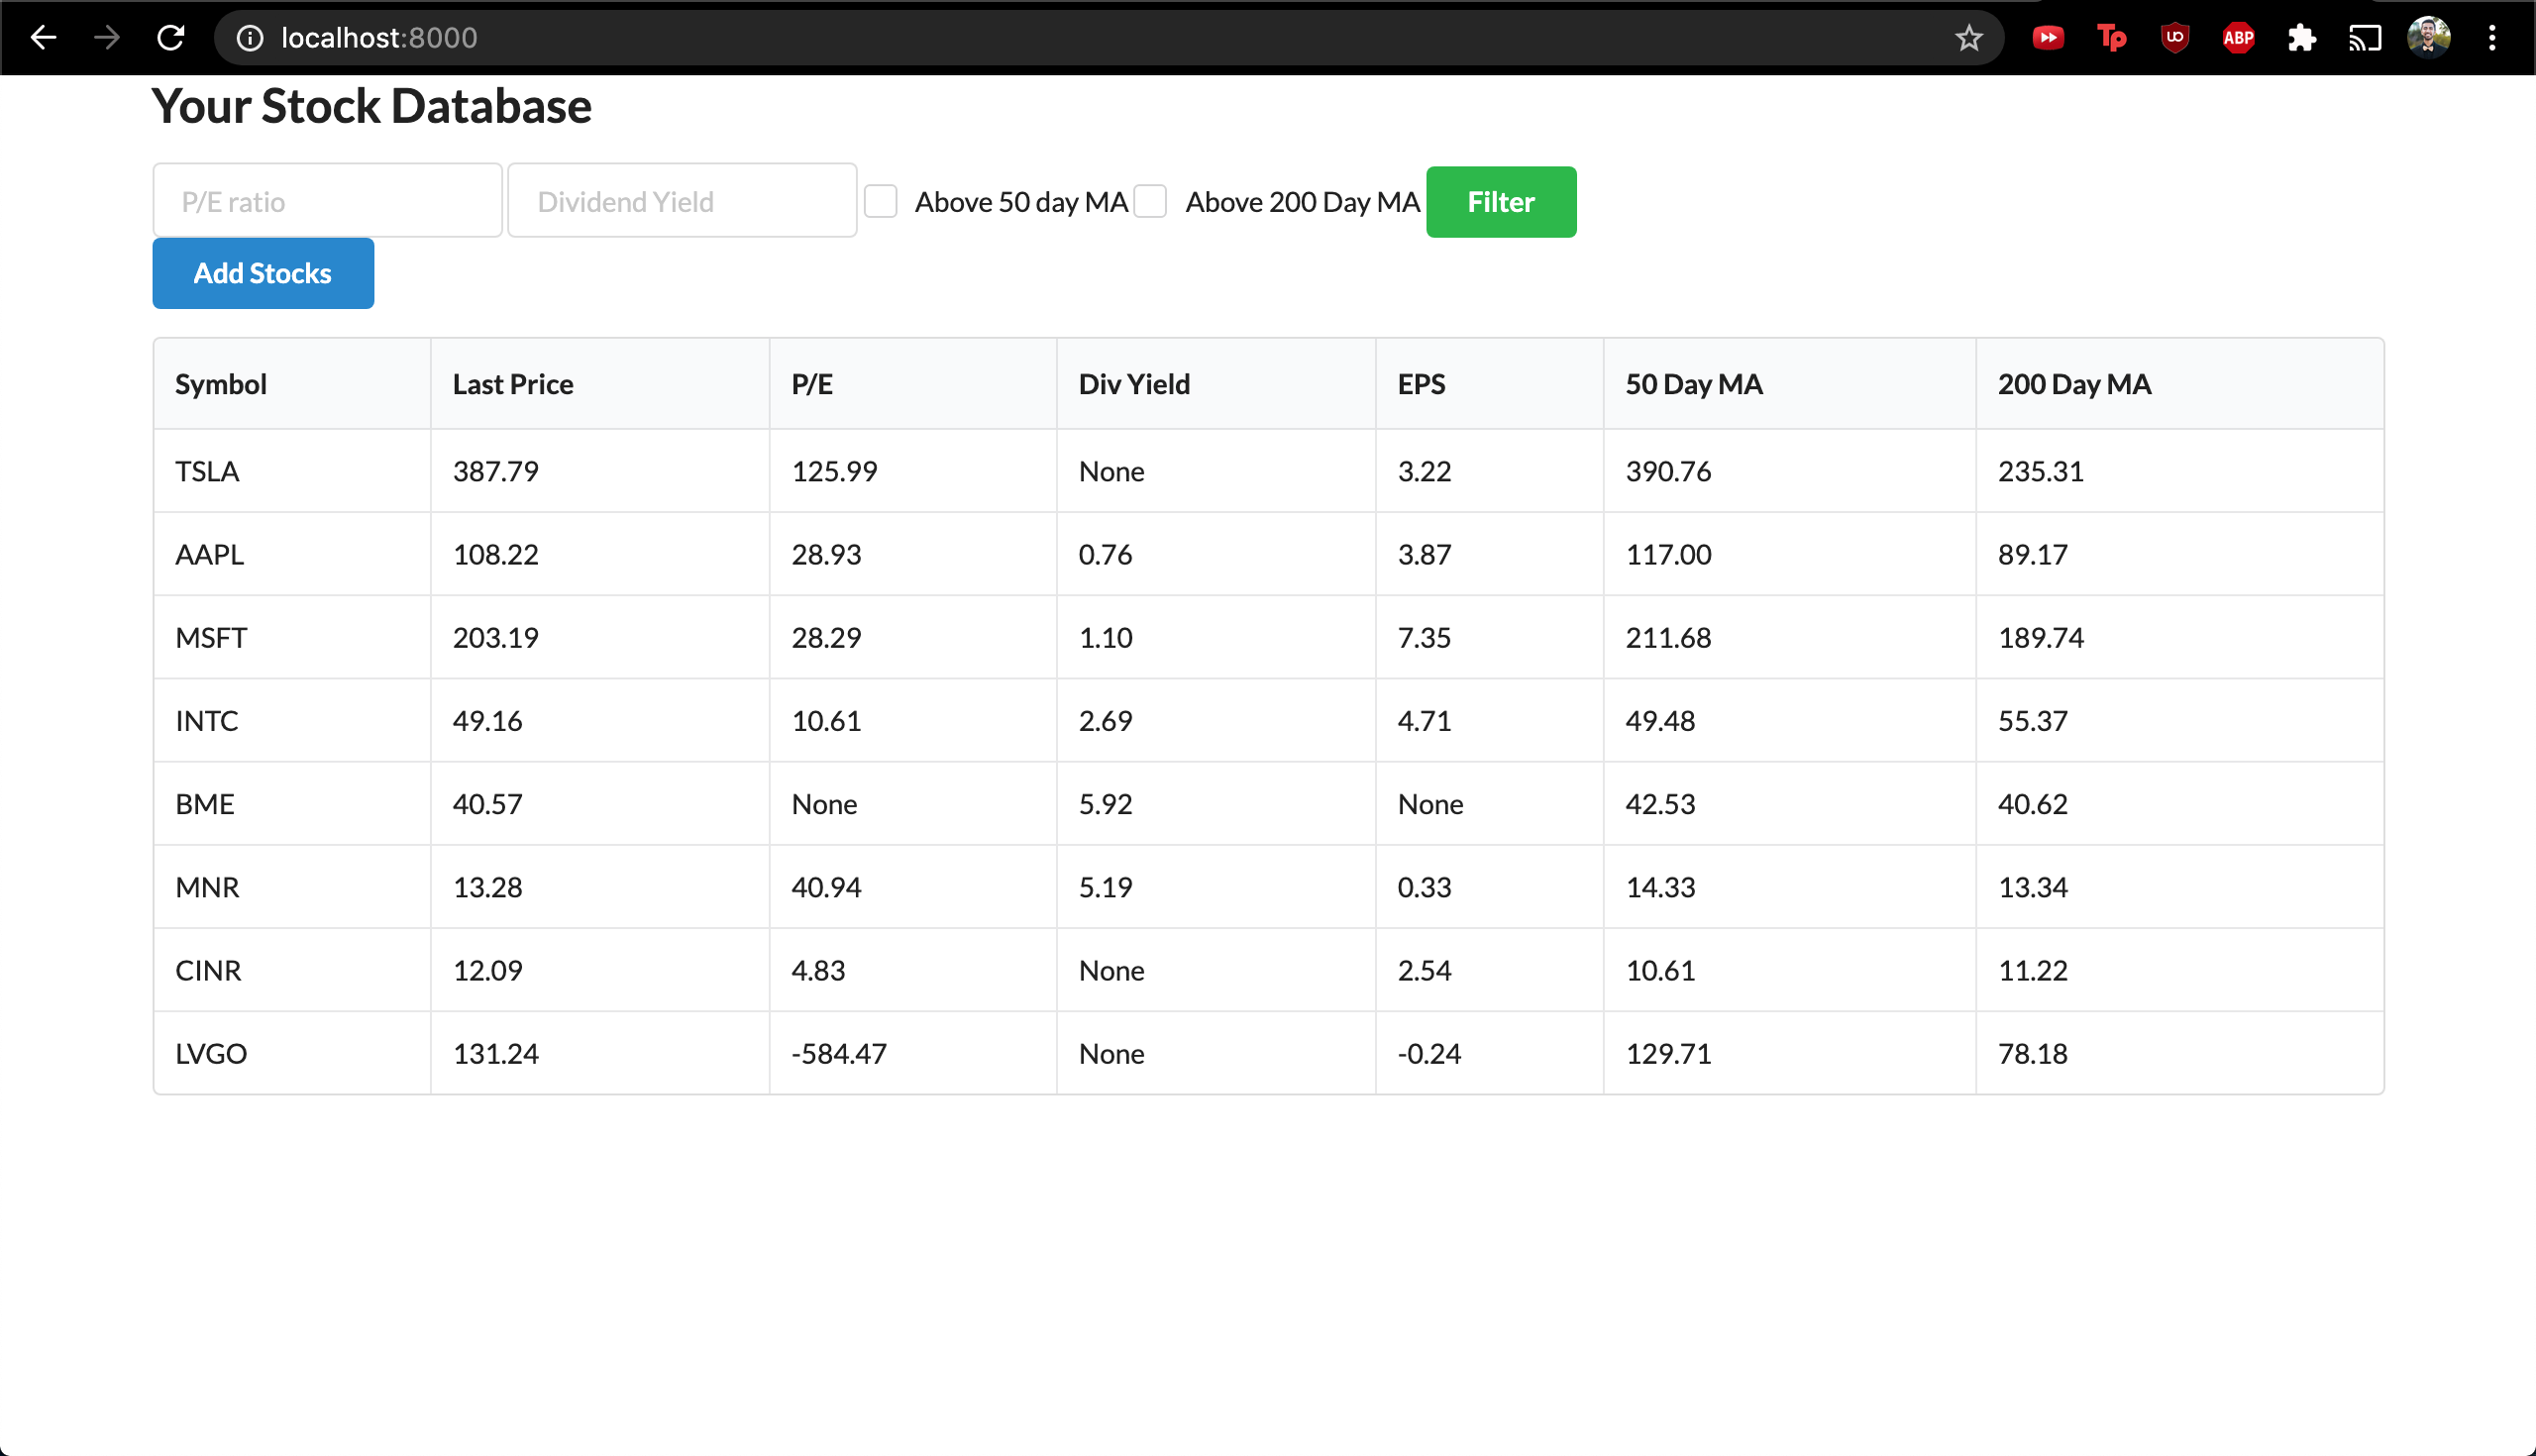 localhost:8000
Tp
UO
ABP
Your Stock Database
P/E ratio Dividend Yield Above 50 day MA Above 200 Day MA Filter
Add Stocks
Symbol Last Price P/E Div Yield EPS 50 Day MA 200 Day MA
TSLA 387.79 125.99 None 3.22 390.76 235.31
AAPL 108.22 28.93 0.76 3.87 117.00 89.17
MSFT 203.19 28.29 1.10 7.35 211.68 189.74
INTC 49.16 10.61 2.69 4.71 49.48 55.37
BME 40.57 None 5.92 None 42.53 40.62
MNR 13.28 40.94 5.19 0.33 14.33 13.34
CINR 12.09 4.83 None 2.54 10.61 11.22
LVGO 131.24 -584.47 None -0.24 129.71 78.18